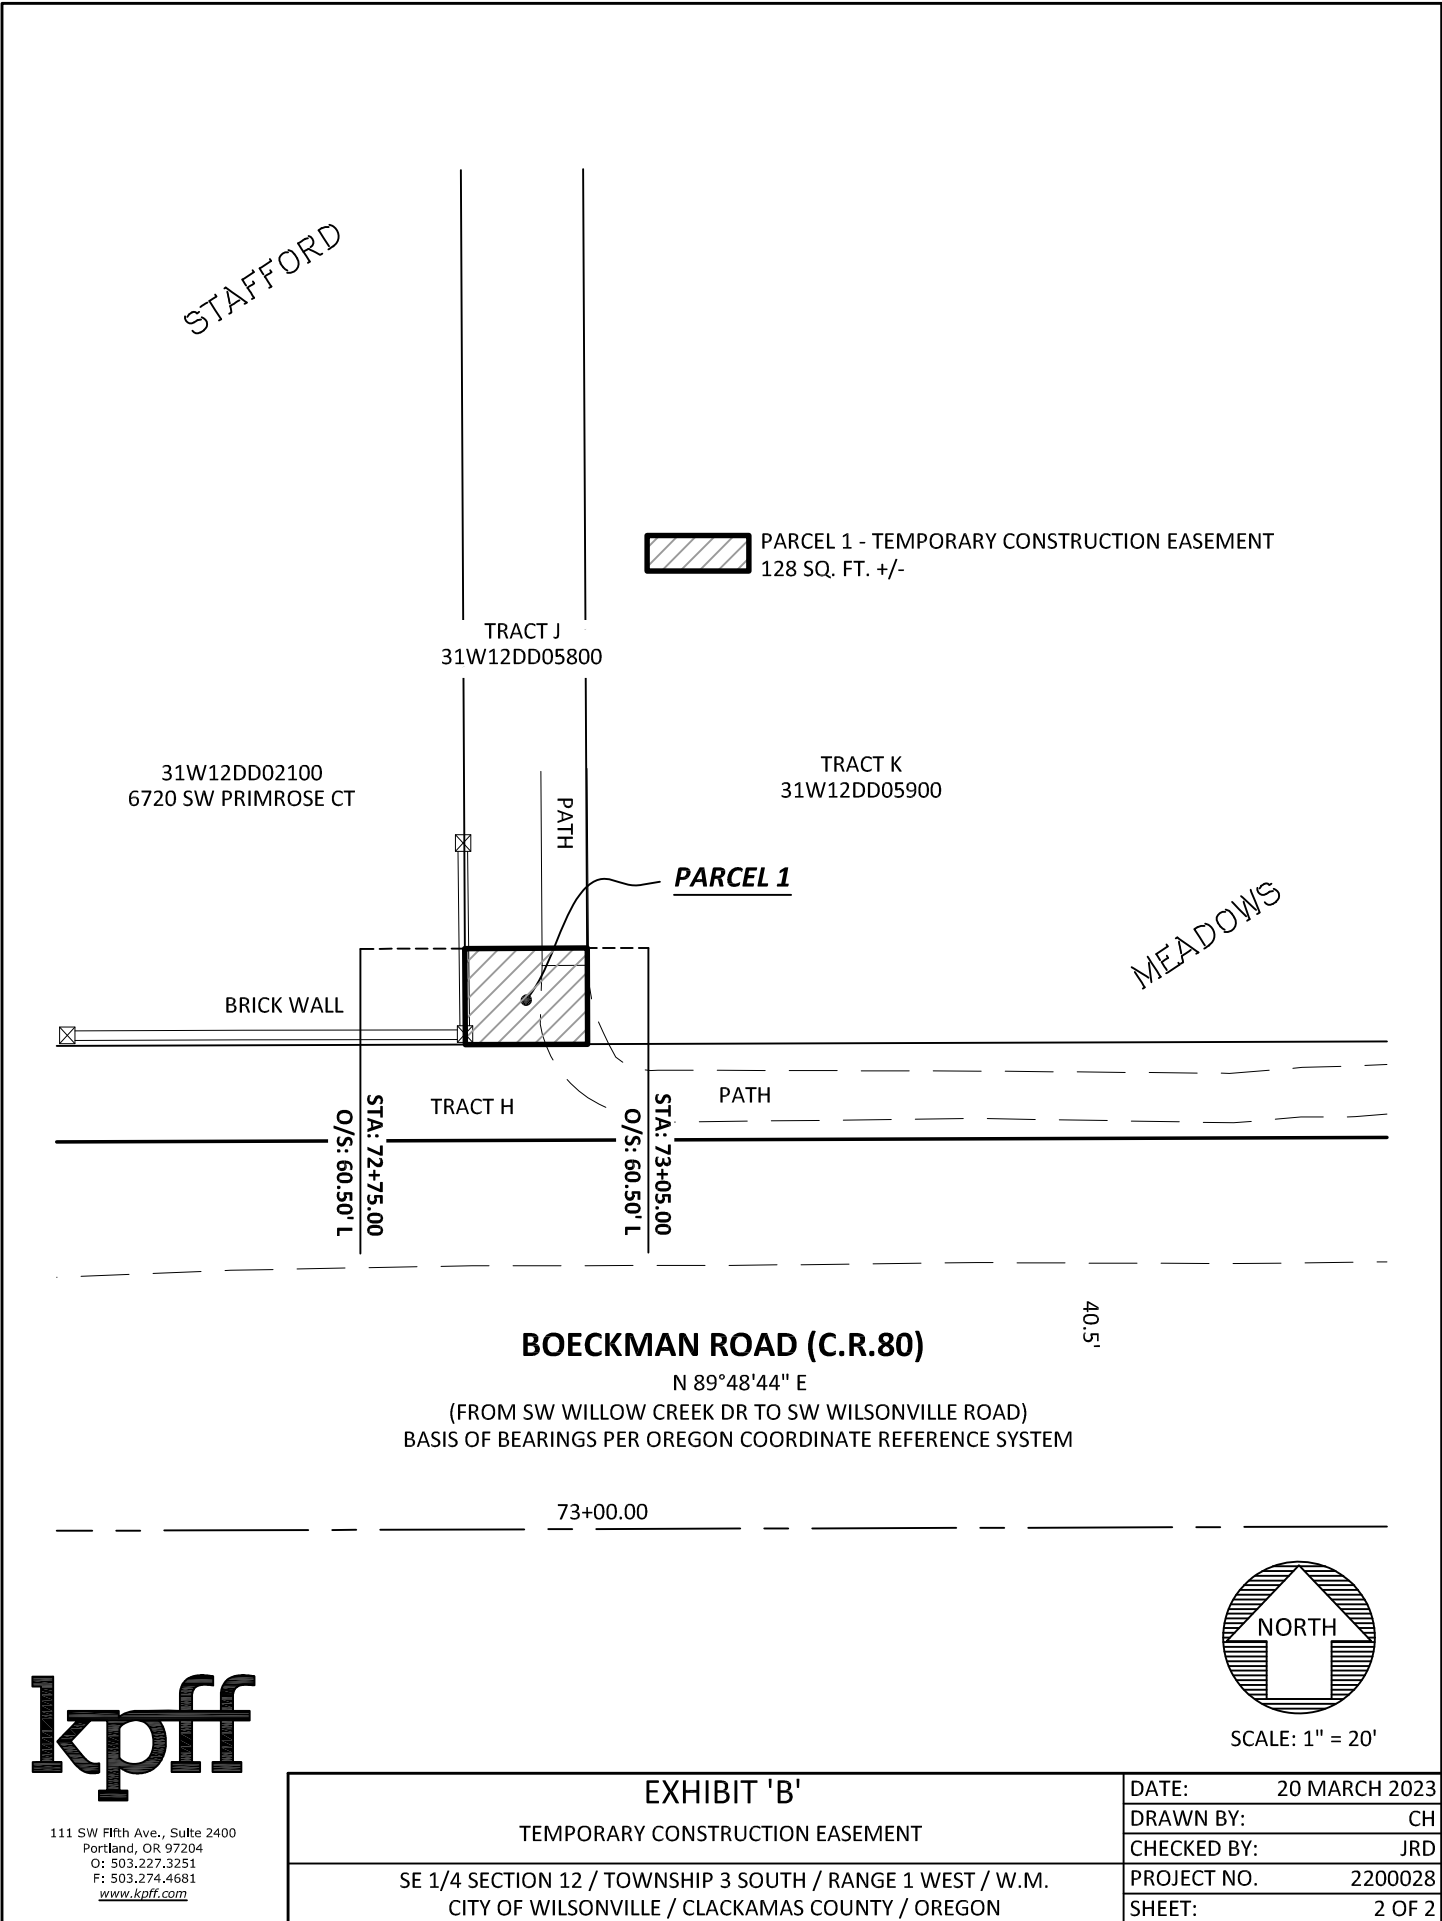 STAFFORD
PARCEL 1 - TEMPORARY CONSTRUCTION EASEMENT
128 SQ. FT. +/-
TRACT J
31W12DD05800
31W12DD02100
6720 SW PRIMROSE CT
TRACT K
31W12DD05900
PATH
PARCEL 1
MEADOWS
BRICK WALL
TRACT H
PATH
STA: 72+75.00
O/S: 60.50' L
STA: 73+05.00
O/S: 60.50' L
40.5'
BOECKMAN ROAD (C.R.80)
N 89°48'44" E
(FROM SW WILLOW CREEK DR TO SW WILSONVILLE ROAD)
BASIS OF BEARINGS PER OREGON COORDINATE REFERENCE SYSTEM
73+00.00
NORTH
SCALE: 1" = 20'
kpff
111 SW Fifth Ave., Suite 2400
Portland, OR 97204
O: 503.227.3251
F: 503.274.4681
www.kpff.com
EXHIBIT 'B'
TEMPORARY CONSTRUCTION EASEMENT
SE 1/4 SECTION 12 / TOWNSHIP 3 SOUTH / RANGE 1 WEST / W.M.
CITY OF WILSONVILLE / CLACKAMAS COUNTY / OREGON
DATE: 20 MARCH 2023
DRAWN BY: CH
CHECKED BY: JRD
PROJECT NO. 2200028
SHEET: 2 OF 2